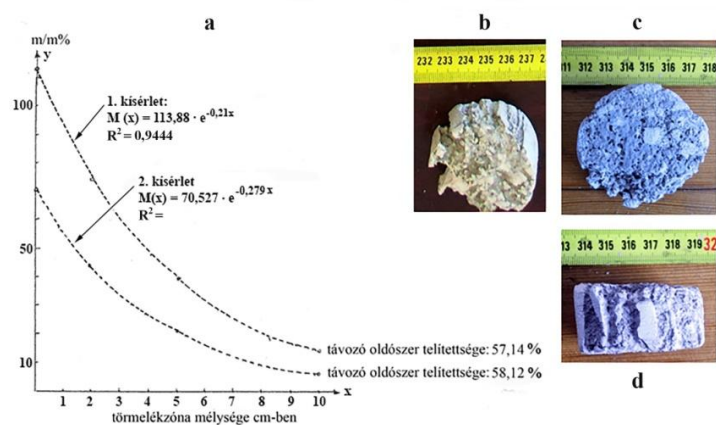 a
m/m%
y
100
50
10
1. kísérlet:
M (x) = 113,88 · e^-0,21x
R² = 0,9444
2. kísérlet
M(x) = 70,527 · e^-0,279 x
R² =
távozó oldószer telítettsége: 57,14 %
távozó oldószer telítettsége: 58,12 %
1 2 3 4 5 6 7 8 9 10 x
törmelékzóna mélysége cm-ben
b
232 233 234 235 236 237
c
311 312 313 314 315 316 317 318
314 315 316 317 318 319 32
d